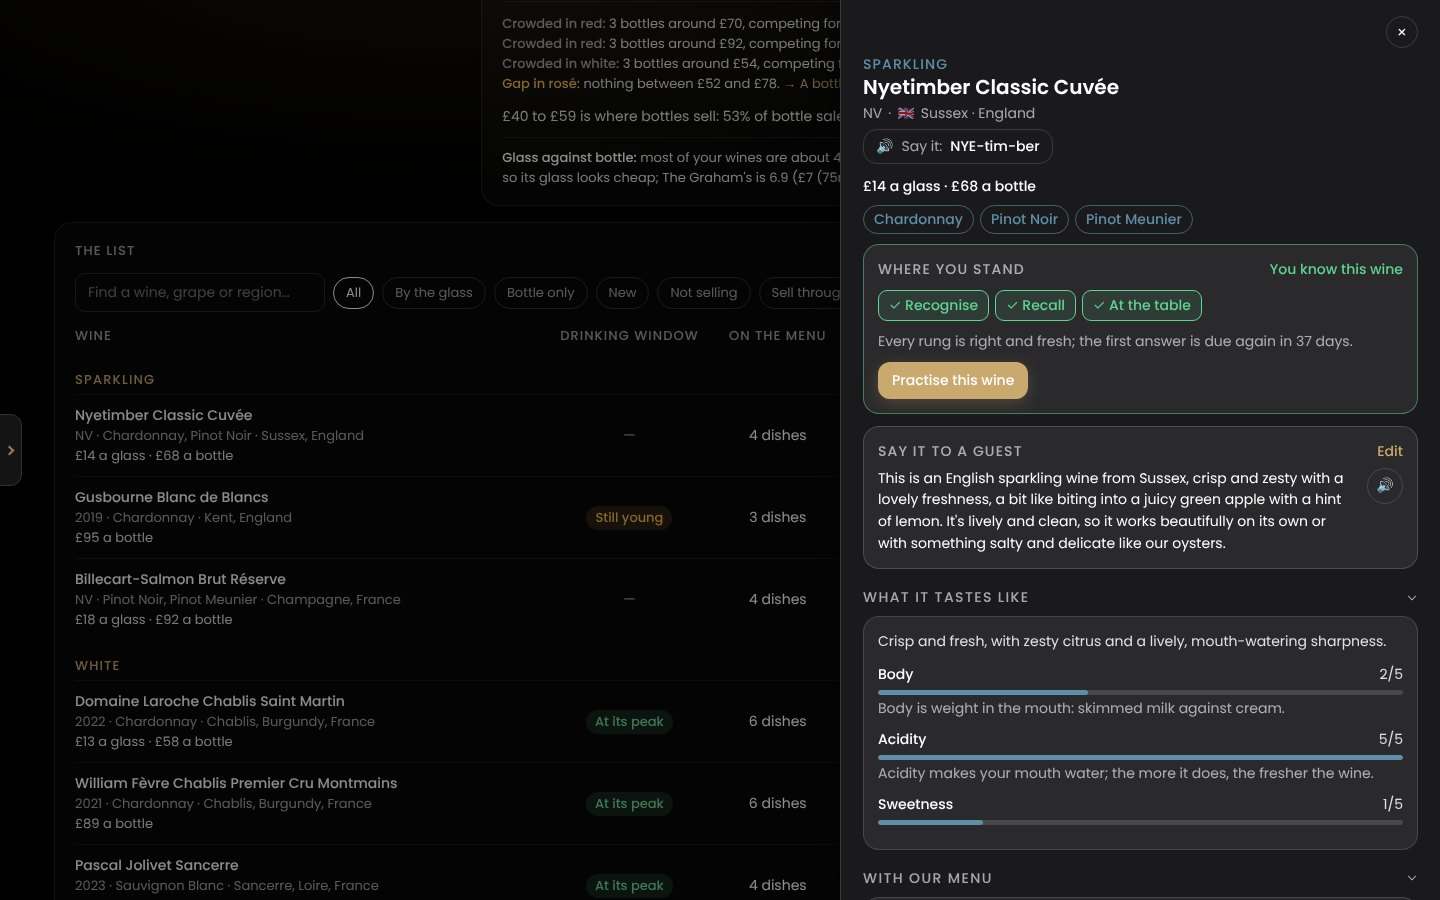 Crowded in red: 3 bottles around £70, competing for
Crowded in red: 3 bottles around £92, competing for
Crowded in white: 3 bottles around £54, competing
Gap in rosé: nothing between £52 and £78. → A bott
£40 to £59 is where bottles sell: 53% of bottle sale
Glass against bottle: most of your wines are about 4
so its glass looks cheap; The Graham's is 6.9 (£7 (75m
THE LIST
Find a wine, grape or region…
All
By the glass
Bottle only
New
Not selling
Sell throug
WINE
DRINKING WINDOW
ON THE MENU
SPARKLING
Nyetimber Classic Cuvée
NV · Chardonnay, Pinot Noir · Sussex, England
£14 a glass · £68 a bottle
—
4 dishes
Gusbourne Blanc de Blancs
2019 · Chardonnay · Kent, England
£95 a bottle
Still young
3 dishes
Billecart-Salmon Brut Réserve
NV · Pinot Noir, Pinot Meunier · Champagne, France
£18 a glass · £92 a bottle
—
4 dishes
WHITE
Domaine Laroche Chablis Saint Martin
2022 · Chardonnay · Chablis, Burgundy, France
£13 a glass · £58 a bottle
At its peak
6 dishes
William Fèvre Chablis Premier Cru Montmains
2021 · Chardonnay · Chablis, Burgundy, France
£89 a bottle
At its peak
6 dishes
Pascal Jolivet Sancerre
2023 · Sauvignon Blanc · Sancerre, Loire, France
At its peak
4 dishes
SPARKLING
Nyetimber Classic Cuvée
NV · 🇬🇧 Sussex · England
🔊 Say it: NYE-tim-ber
£14 a glass · £68 a bottle
Chardonnay
Pinot Noir
Pinot Meunier
WHERE YOU STAND
You know this wine
✓ Recognise
✓ Recall
✓ At the table
Every rung is right and fresh; the first answer is due again in 37 days.
Practise this wine
SAY IT TO A GUEST
Edit
This is an English sparkling wine from Sussex, crisp and zesty with a
lovely freshness, a bit like biting into a juicy green apple with a hint
of lemon. It's lively and clean, so it works beautifully on its own or
with something salty and delicate like our oysters.
WHAT IT TASTES LIKE
Crisp and fresh, with zesty citrus and a lively, mouth-watering sharpness.
Body
2/5
Body is weight in the mouth: skimmed milk against cream.
Acidity
5/5
Acidity makes your mouth water; the more it does, the fresher the wine.
Sweetness
1/5
WITH OUR MENU